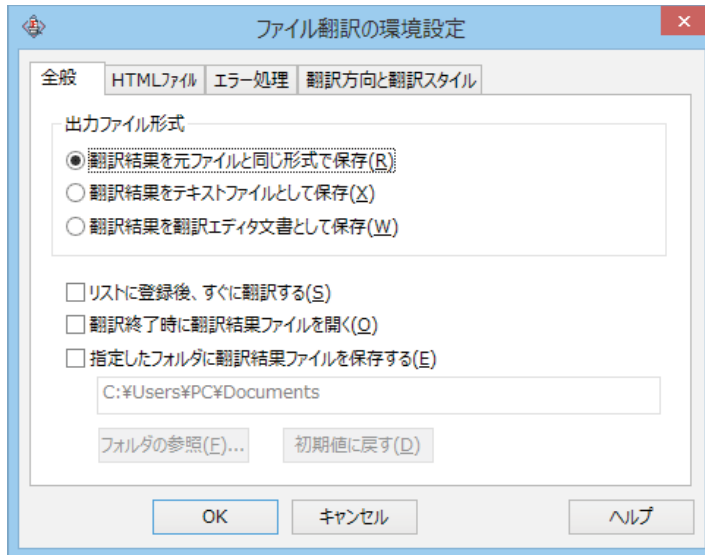 ファイル翻訳の環境設定
全般 HTMLファイル エラー処理 翻訳方向と翻訳スタイル
出力ファイル形式
翻訳結果を元ファイルと同じ形式で保存(R)
翻訳結果をテキストファイルとして保存(X)
翻訳結果を翻訳エディタ文書として保存(W)
リストに登録後、すぐに翻訳する(S)
翻訳終了時に翻訳結果ファイルを開く(O)
指定したフォルダに翻訳結果ファイルを保存する(E)
C:¥Users¥PC¥Documents
フォルダの参照(F)... 初期値に戻す(D)
OK キャンセル ヘルプ